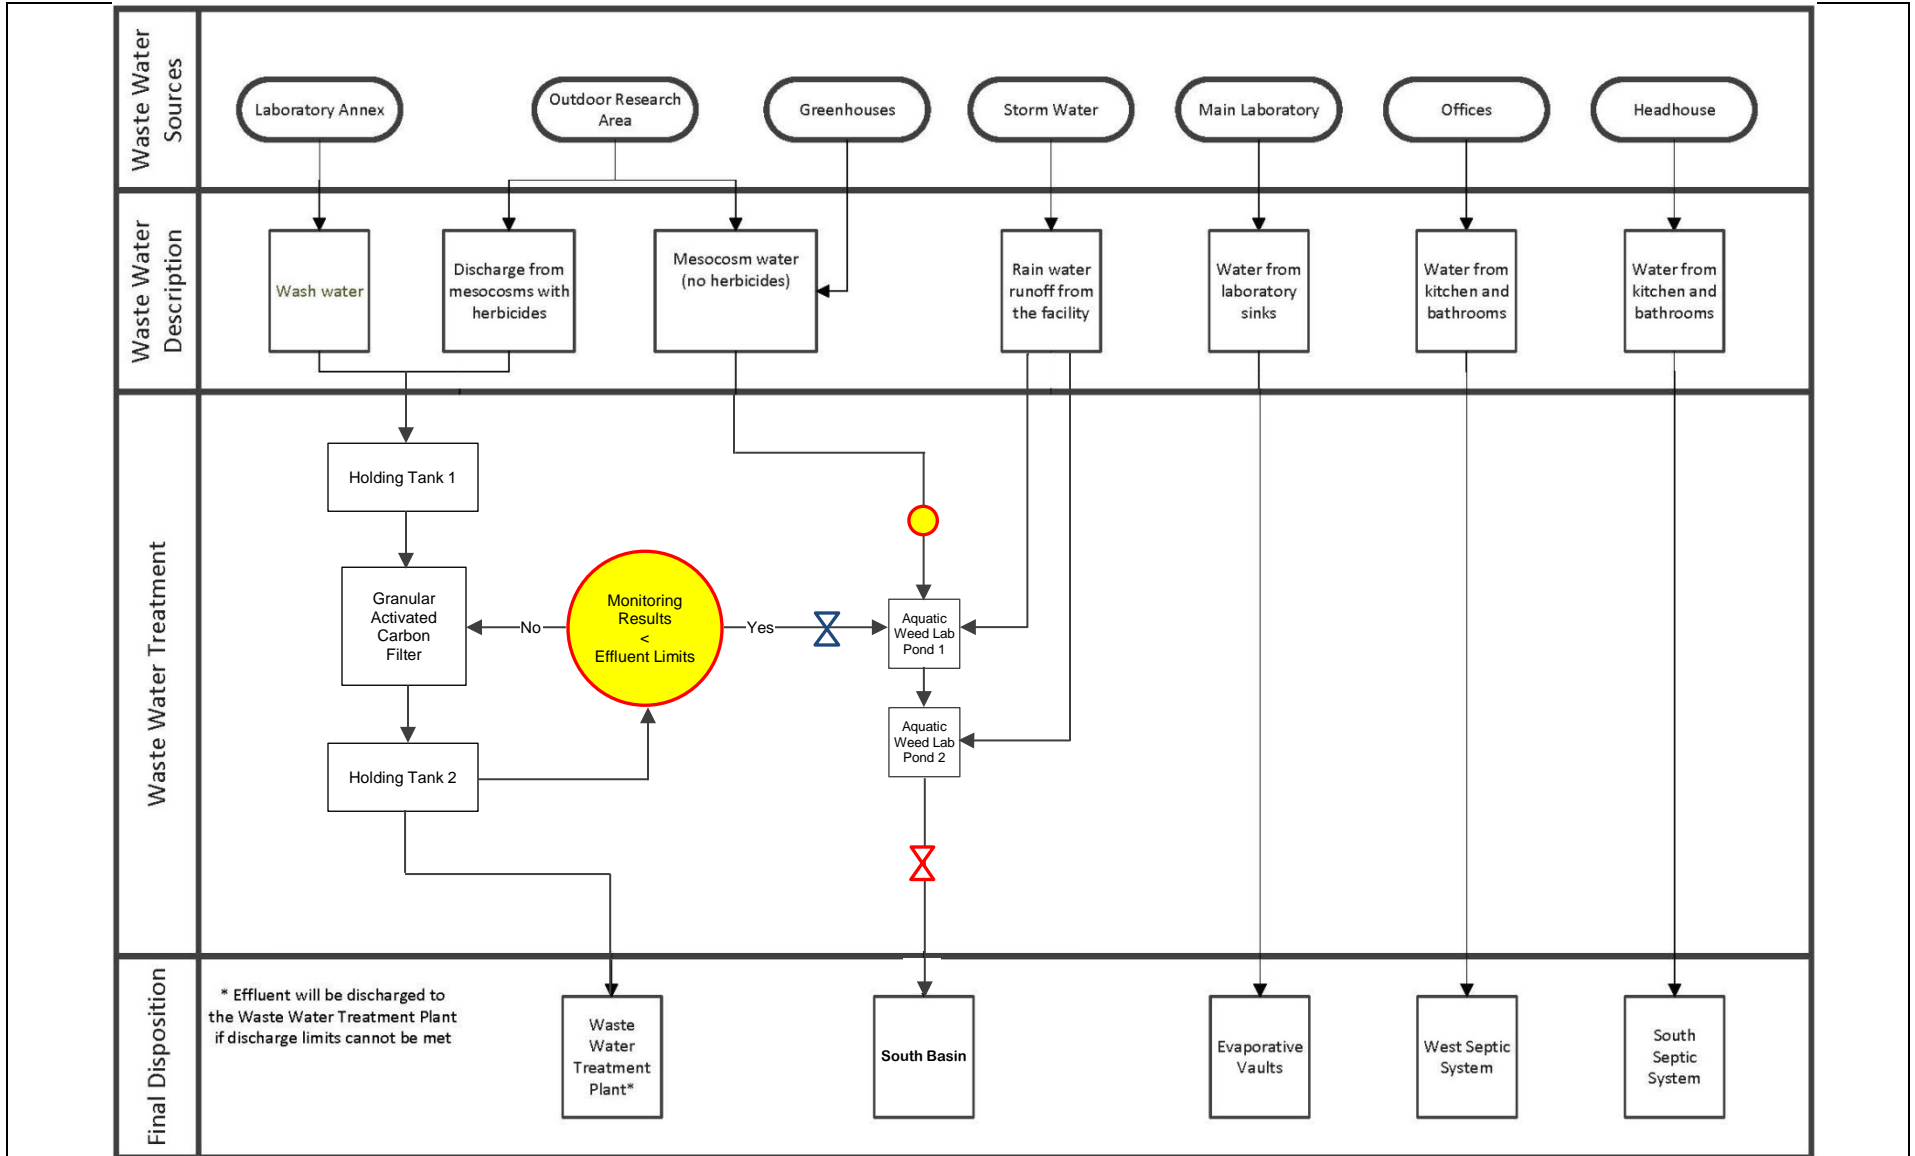 Waste Water
Sources
Laboratory Annex
Outdoor Research
Area
Greenhouses
Storm Water
Main Laboratory
Offices
Headhouse
Waste Water
Description
Wash water
Discharge from
mesocosms with
herbicides
Mesocosm water
(no herbicides)
Rain water
runoff from
the facility
Water from
laboratory
sinks
Water from
kitchen and
bathrooms
Water from
kitchen and
bathrooms
Waste Water Treatment
Holding Tank 1
Granular
Activated
Carbon
Filter
No
Monitoring
Results
<
Effluent Limits
Yes
Aquatic
Weed Lab
Pond 1
Aquatic
Weed Lab
Pond 2
Holding Tank 2
Final Disposition
* Effluent will be discharged to
the Waste Water Treatment Plant
if discharge limits cannot be met
Waste
Water
Treatment
Plant*
South Basin
Evaporative
Vaults
West Septic
System
South
Septic
System